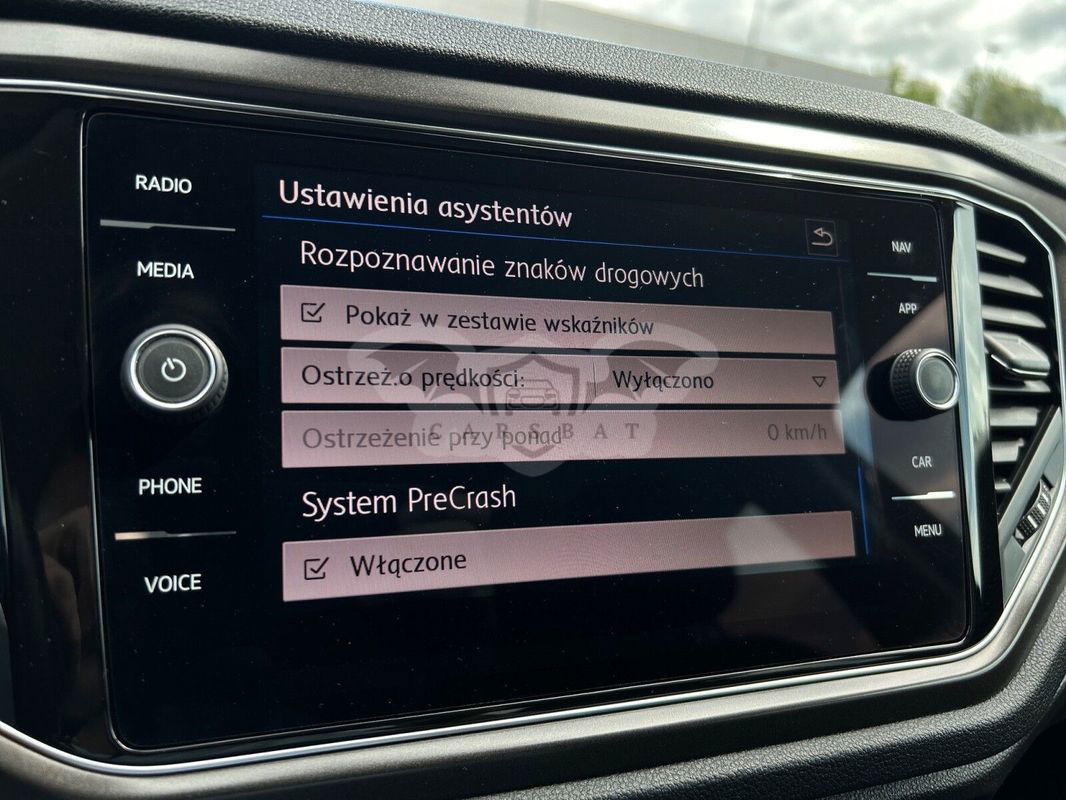 RADIO
MEDIA
PHONE
VOICE
Ustawienia asystentów
Rozpoznawanie znaków drogowych
Pokaż w zestawie wskaźników
Ostrzeż.o prędkości: Wyłączono
Ostrzeżenie przy ponad 0 km/h
CARSBAT
System PreCrash
Włączone
NAV
APP
CAR
MENU